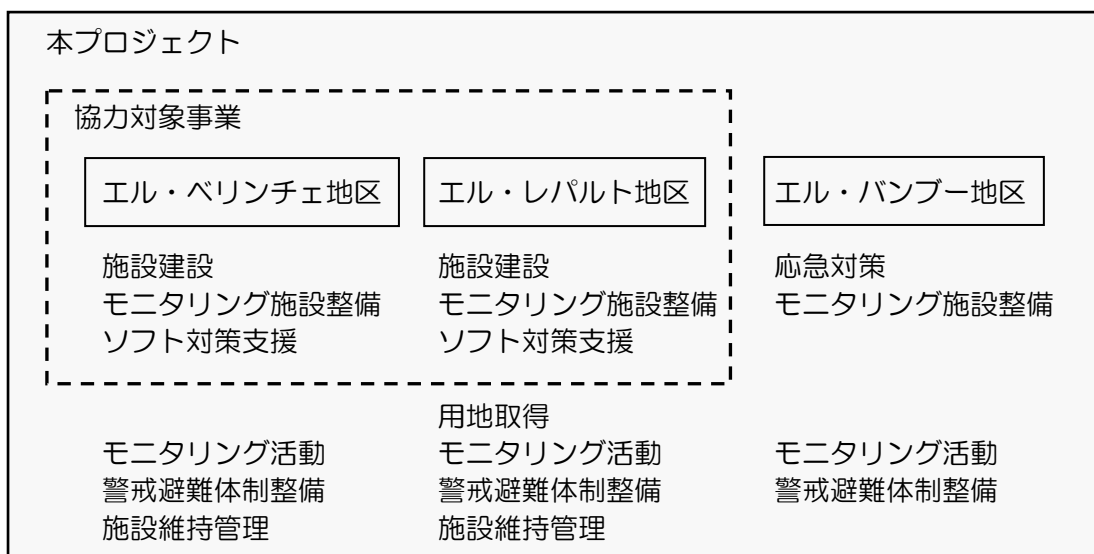 本プロジェクト
協力対象事業
エル・ベリンチェ地区
エル・レパルト地区
エル・バンブー地区
施設建設
モニタリング施設整備
ソフト対策支援
施設建設
モニタリング施設整備
ソフト対策支援
応急対策
モニタリング施設整備
モニタリング活動
警戒避難体制整備
施設維持管理
用地取得
モニタリング活動
警戒避難体制整備
施設維持管理
モニタリング活動
警戒避難体制整備